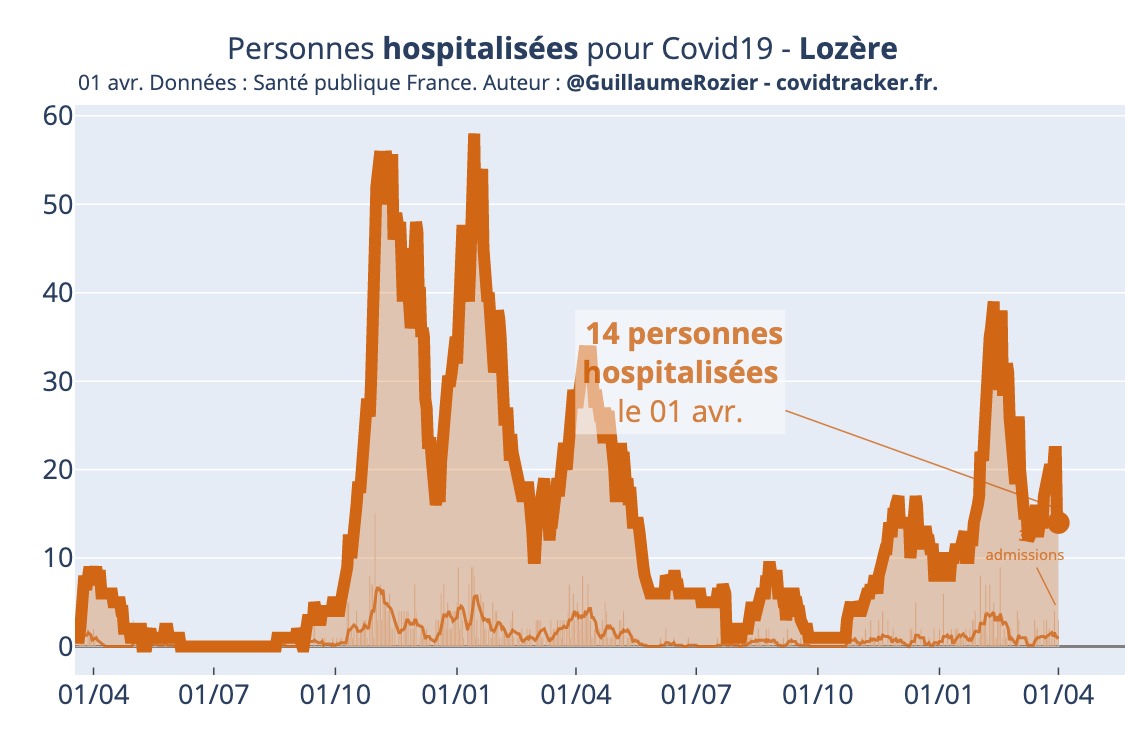 Personnes hospitalisées pour Covid19 - Lozère
01 avr. Données : Santé publique France. Auteur : @GuillaumeRozier - covidtracker.fr.
60
50
40
30
20
10
0
14 personnes
hospitalisées
le 01 avr.
admissions
01/04 01/07 01/10 01/01 01/04 01/07 01/10 01/01 01/04